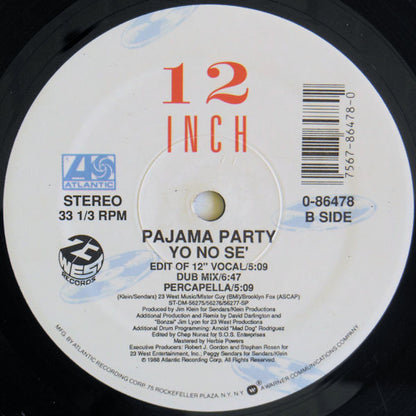 12
INCH
7567-86478-0
ATLANTIC
STEREO
33 1/3 RPM
0-86478
B SIDE
23
WEST
RECORDS
PAJAMA PARTY
YO NO SE'
EDIT OF 12" VOCAL/5:09
DUB MIX/6:47
PERCAPELLA/5:09
(Klein/Sendars) 23 West Music/Mister Guy (BMI)/Brooklyn Fox (ASCAP)
ST-DM-56275/56276/56277-SP
Produced by Jim Klein for Sendars/Klein Productions
Additional Production and Remix by David Darlington and
"Bonzai" Jim Lyon for 23 West Productions
Additional Drum Programming: Arnold "Mad Dog" Rodriguez
Edited by Chep Nunez for S.O.S. Enterprises
Mastered by Herbie Powers
Executive Producers: Robert J. Gordon and Stephen Rosen for
23 West Entertainment, Inc.; Peggy Sendars for Sendars/Klein
℗ 1988 Atlantic Recording Corp. All Rights Reserved.
MFG. BY ATLANTIC RECORDING CORP. 75 ROCKEFELLER PLAZA, N.Y. N.Y. A WARNER COMMUNICATIONS COMPANY